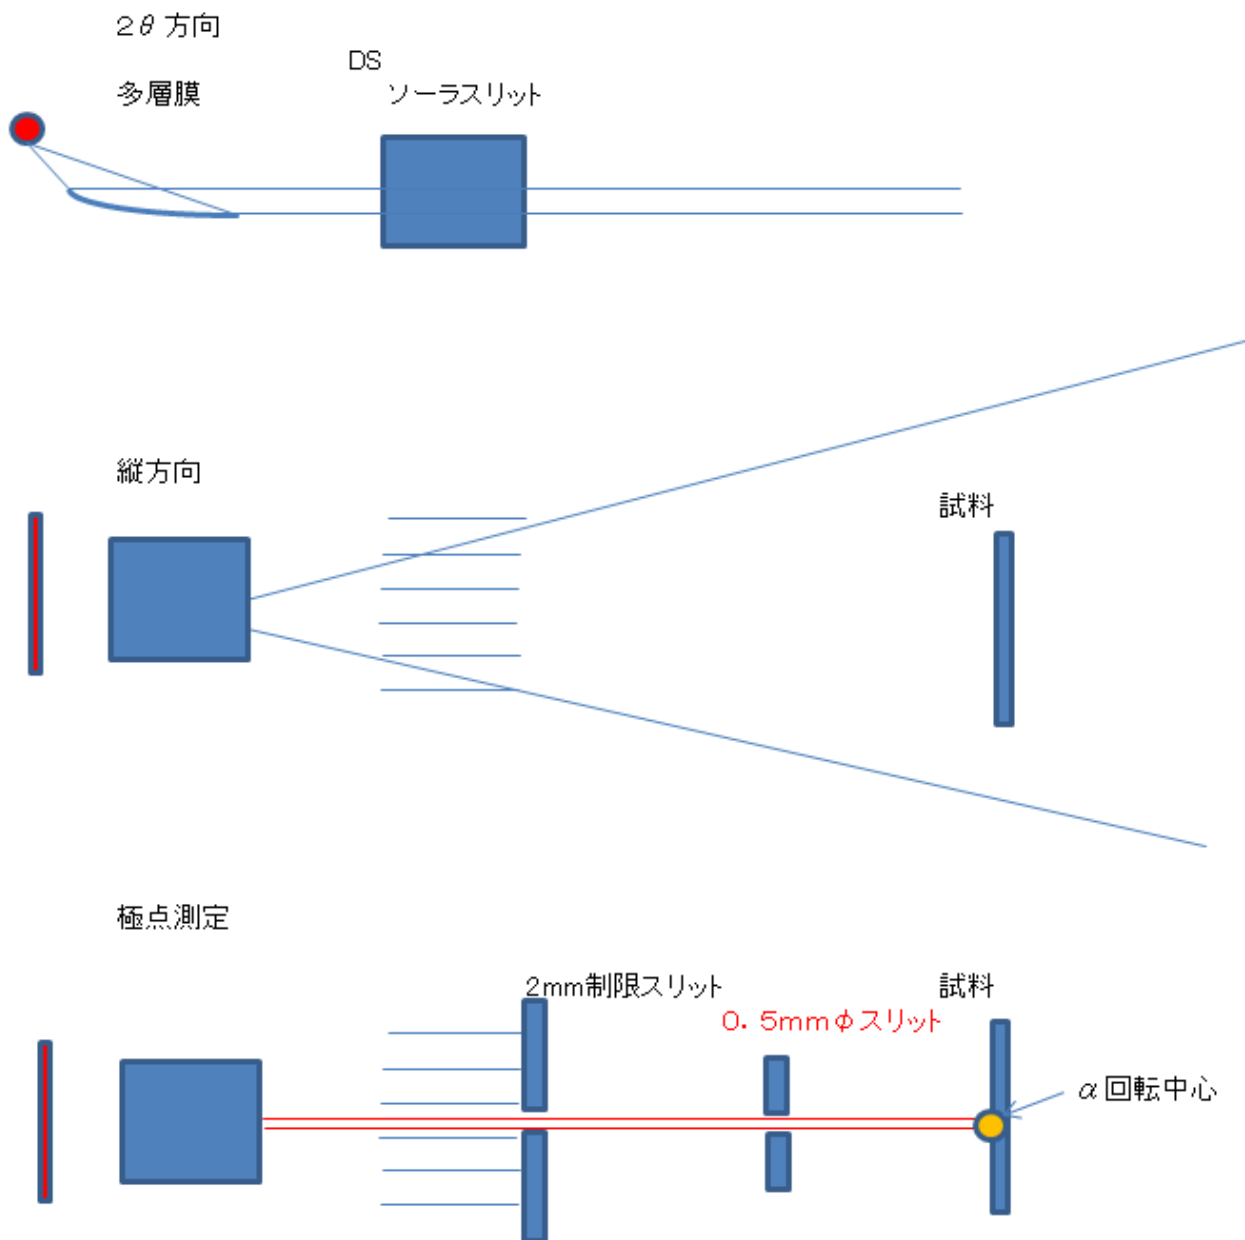 2θ 方向
DS
多層膜
ソーラスリット
縦方向
試料
極点測定
2mm制限スリット
試料
0．5mmφスリット
α回転中心